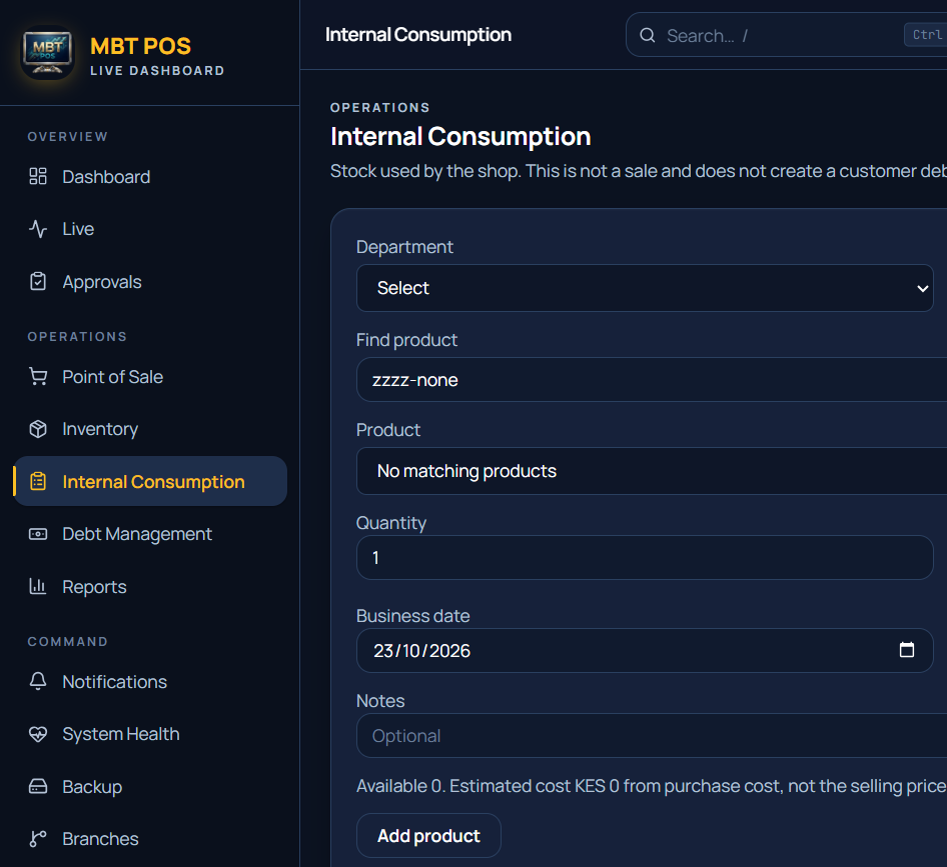 MBT
POS
MBT POS
LIVE DASHBOARD
OVERVIEW
Dashboard
Live
Approvals
OPERATIONS
Point of Sale
Inventory
Internal Consumption
Debt Management
Reports
COMMAND
Notifications
System Health
Backup
Branches
Internal Consumption
Search... /
Ctrl
OPERATIONS
Internal Consumption
Stock used by the shop. This is not a sale and does not create a customer deb
Department
Select
Find product
zzzz-none
Product
No matching products
Quantity
1
Business date
23/10/2026
Notes
Optional
Available 0. Estimated cost KES 0 from purchase cost, not the selling price
Add product